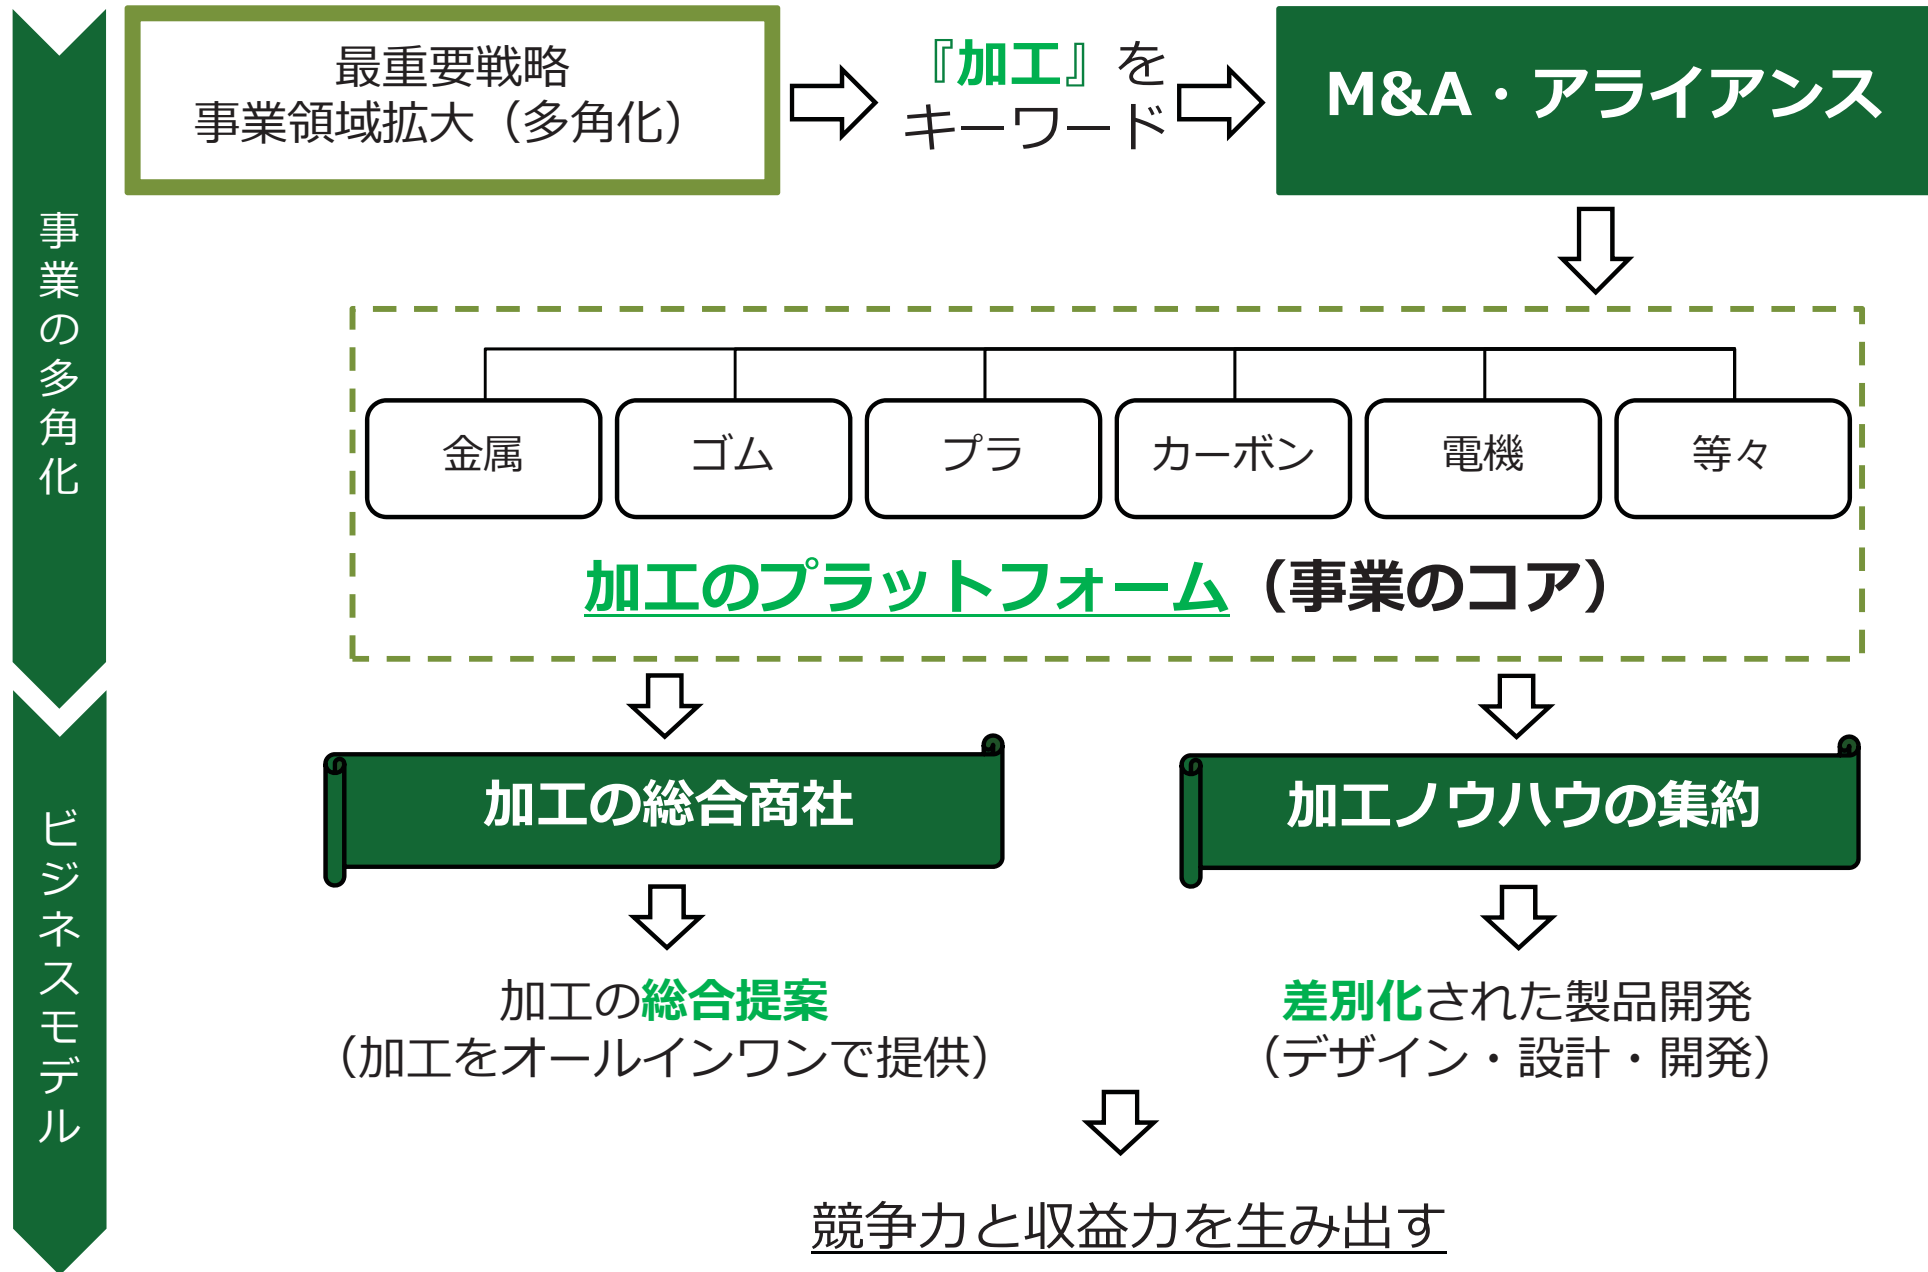 最重要戦略
事業領域拡大（多角化）
『加工』を
キーワード
M&A・アライアンス
事業の多角化
金属
ゴム
プラ
カーボン
電機
等々
加工のプラットフォーム（事業のコア）
ビジネスモデル
加工の総合商社
加工ノウハウの集約
加工の総合提案
（加工をオールインワンで提供）
差別化された製品開発
（デザイン・設計・開発）
競争力と収益力を生み出す